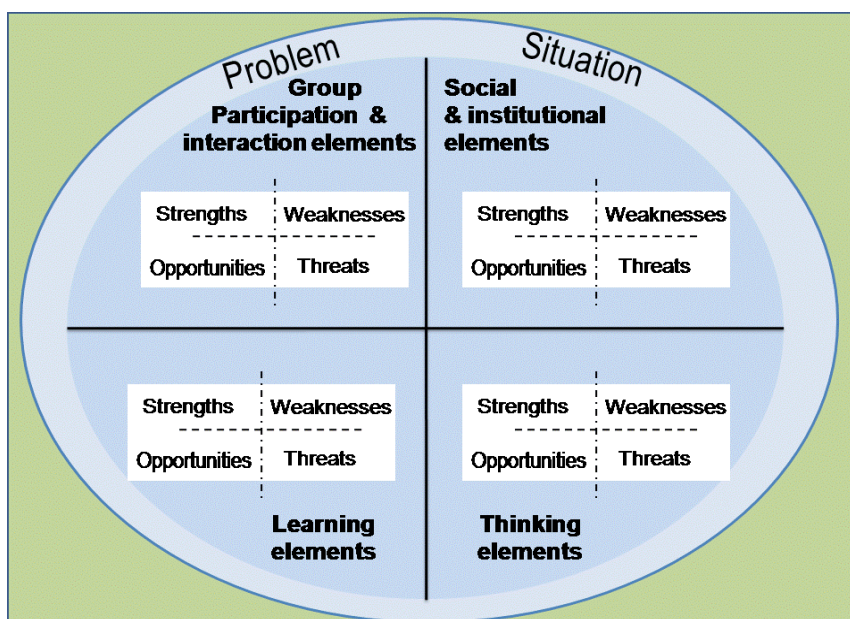 Problem Situation
Group
Participation &
interaction elements
Social
& institutional
elements
Strengths Weaknesses
Opportunities Threats
Strengths Weaknesses
Opportunities Threats
Strengths Weaknesses
Opportunities Threats
Learning
elements
Strengths Weaknesses
Opportunities Threats
Thinking
elements